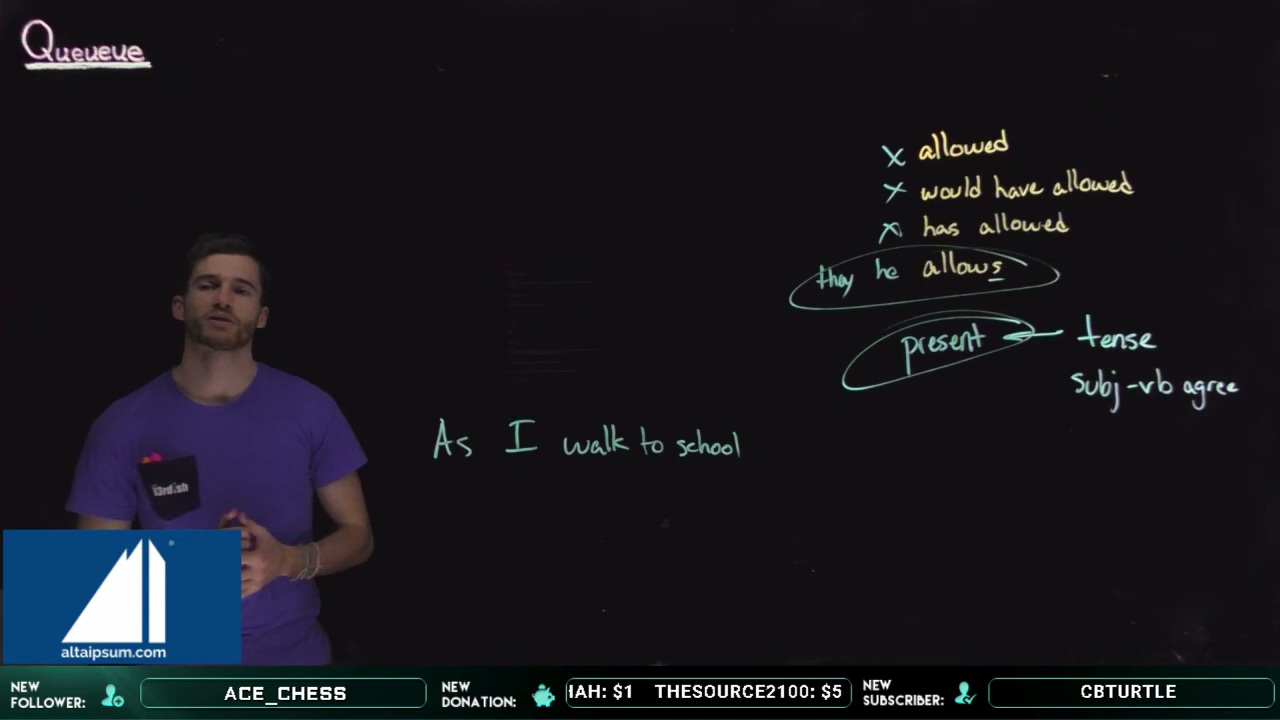 Queueue
x allowed
x would have allowed
x has allowed
they he allows
present
tense
subj-vb agree
As I walk to school
altaipsum.com
NEW FOLLOWER:
ACE_CHESS
NEW DONATION:
IAH: $1 THESOURCE2100: $5
NEW SUBSCRIBER:
CBTURTLE